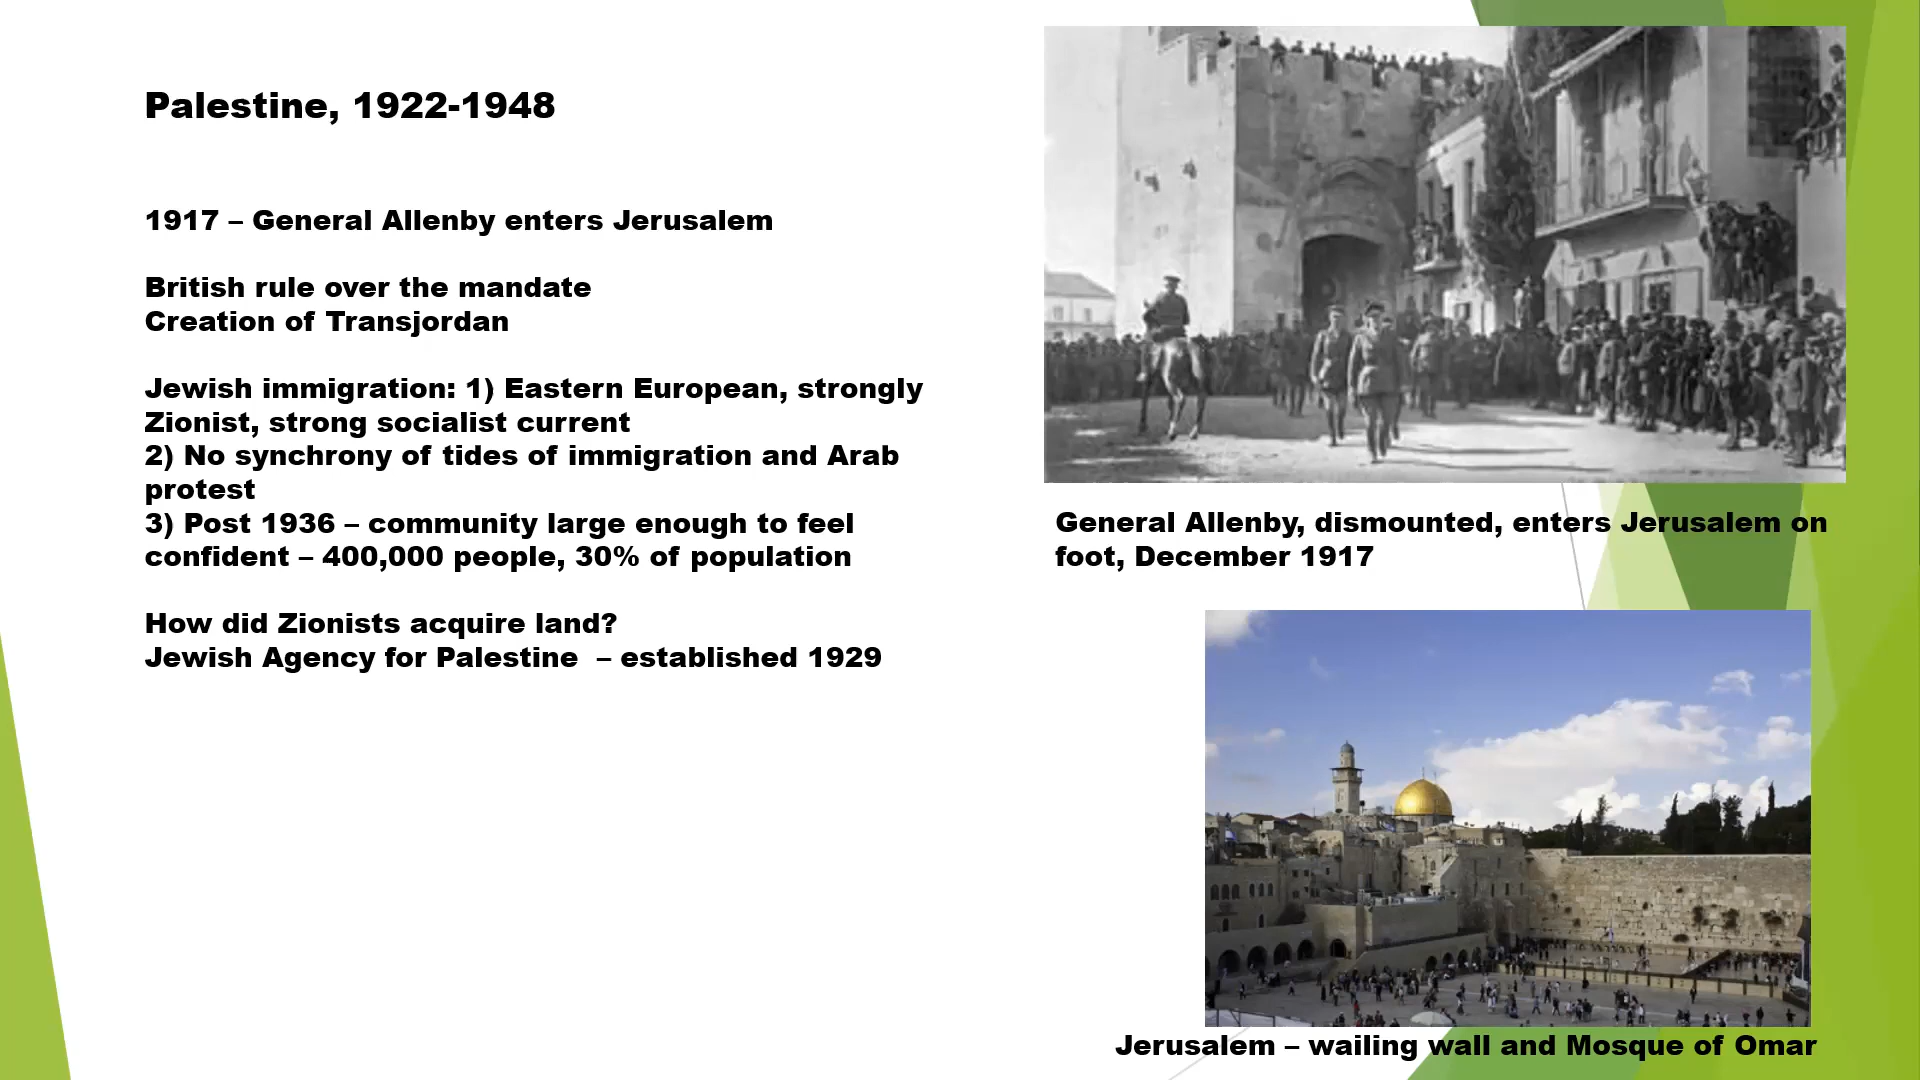 Palestine, 1922-1948
1917 – General Allenby enters Jerusalem
British rule over the mandate
Creation of Transjordan
Jewish immigration: 1) Eastern European, strongly
Zionist, strong socialist current
2) No synchrony of tides of immigration and Arab
protest
3) Post 1936 – community large enough to feel
confident – 400,000 people, 30% of population
How did Zionists acquire land?
Jewish Agency for Palestine  – established 1929
General Allenby, dismounted, enters Jerusalem on
foot, December 1917
Jerusalem – wailing wall and Mosque of Omar